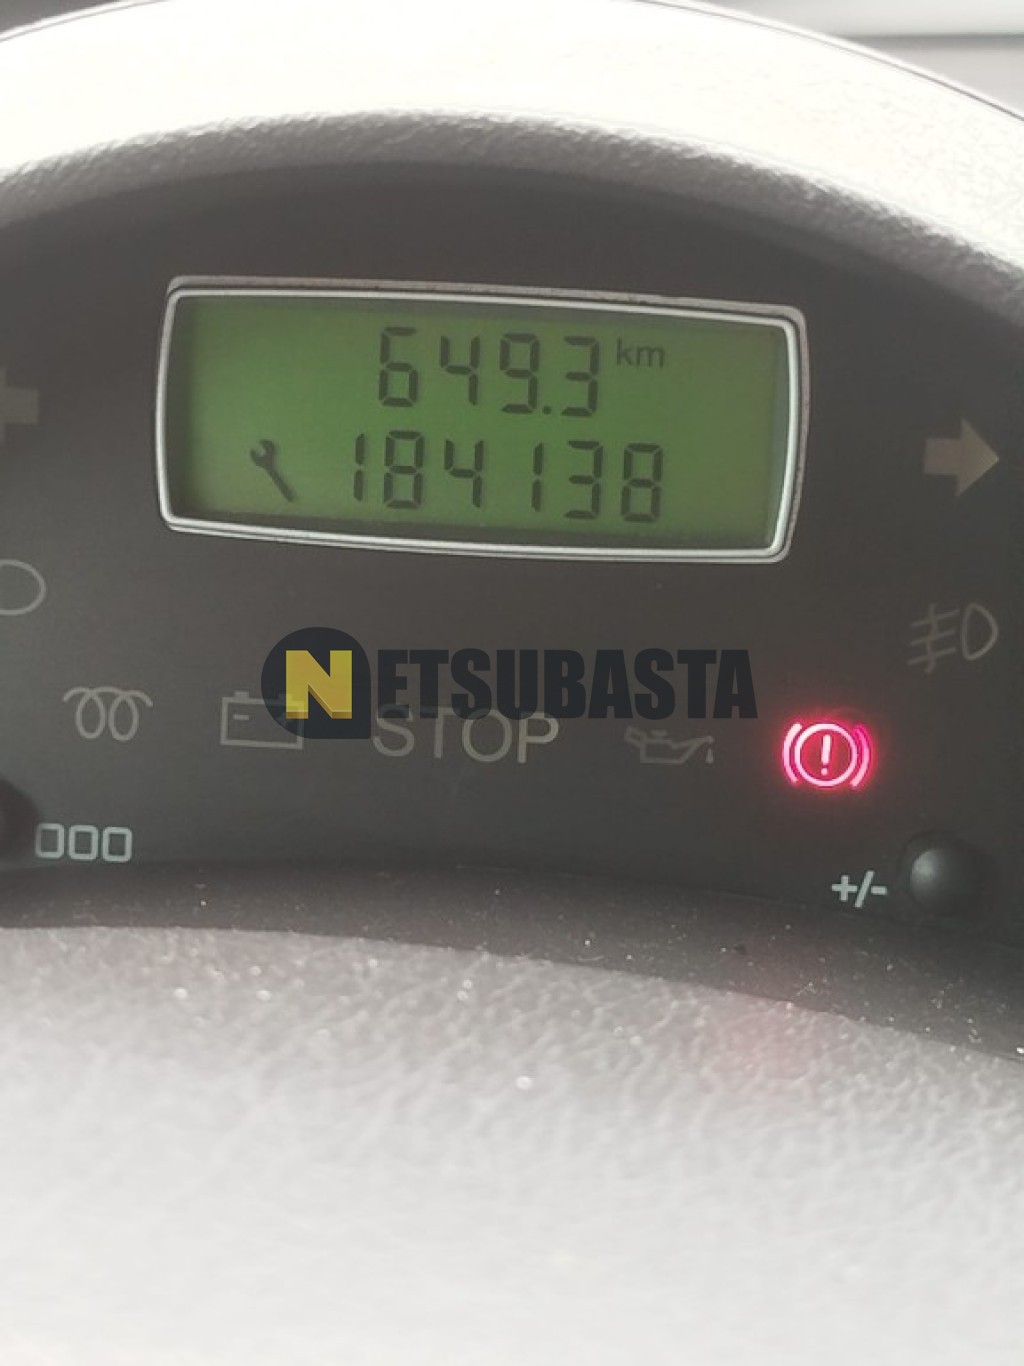 649.3 km
184138
NETSUBASTA
STOP
000
+/-